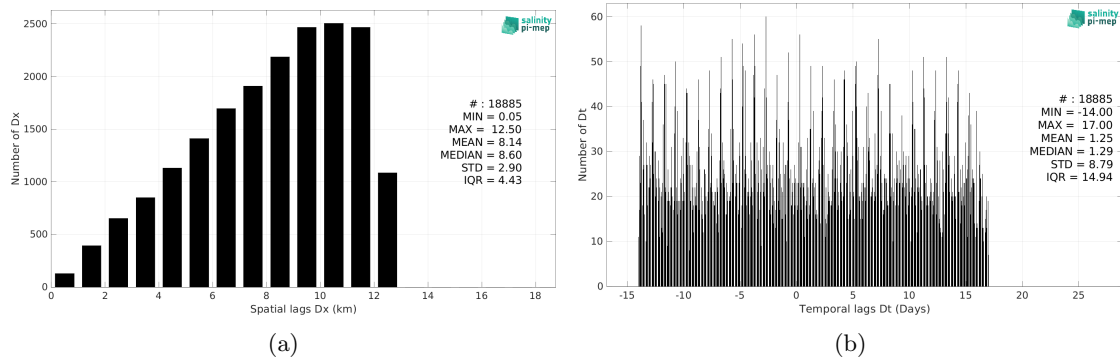 2500
2000
1500
1000
500
0
Number of Dx
salinity
pi-mep
# : 18885
MIN = 0.05
MAX = 12.50
MEAN = 8.14
MEDIAN = 8.60
STD = 2.90
IQR = 4.43
0 2 4 6 8 10 12 14 16 18
Spatial lags Dx (km)
(a)
60
50
40
30
20
10
0
Number of Dt
salinity
pi-mep
# : 18885
MIN = -14.00
MAX = 17.00
MEAN = 1.25
MEDIAN = 1.29
STD = 8.79
IQR = 14.94
-15 -10 -5 0 5 10 15 20 25
Temporal lags Dt (Days)
(b)